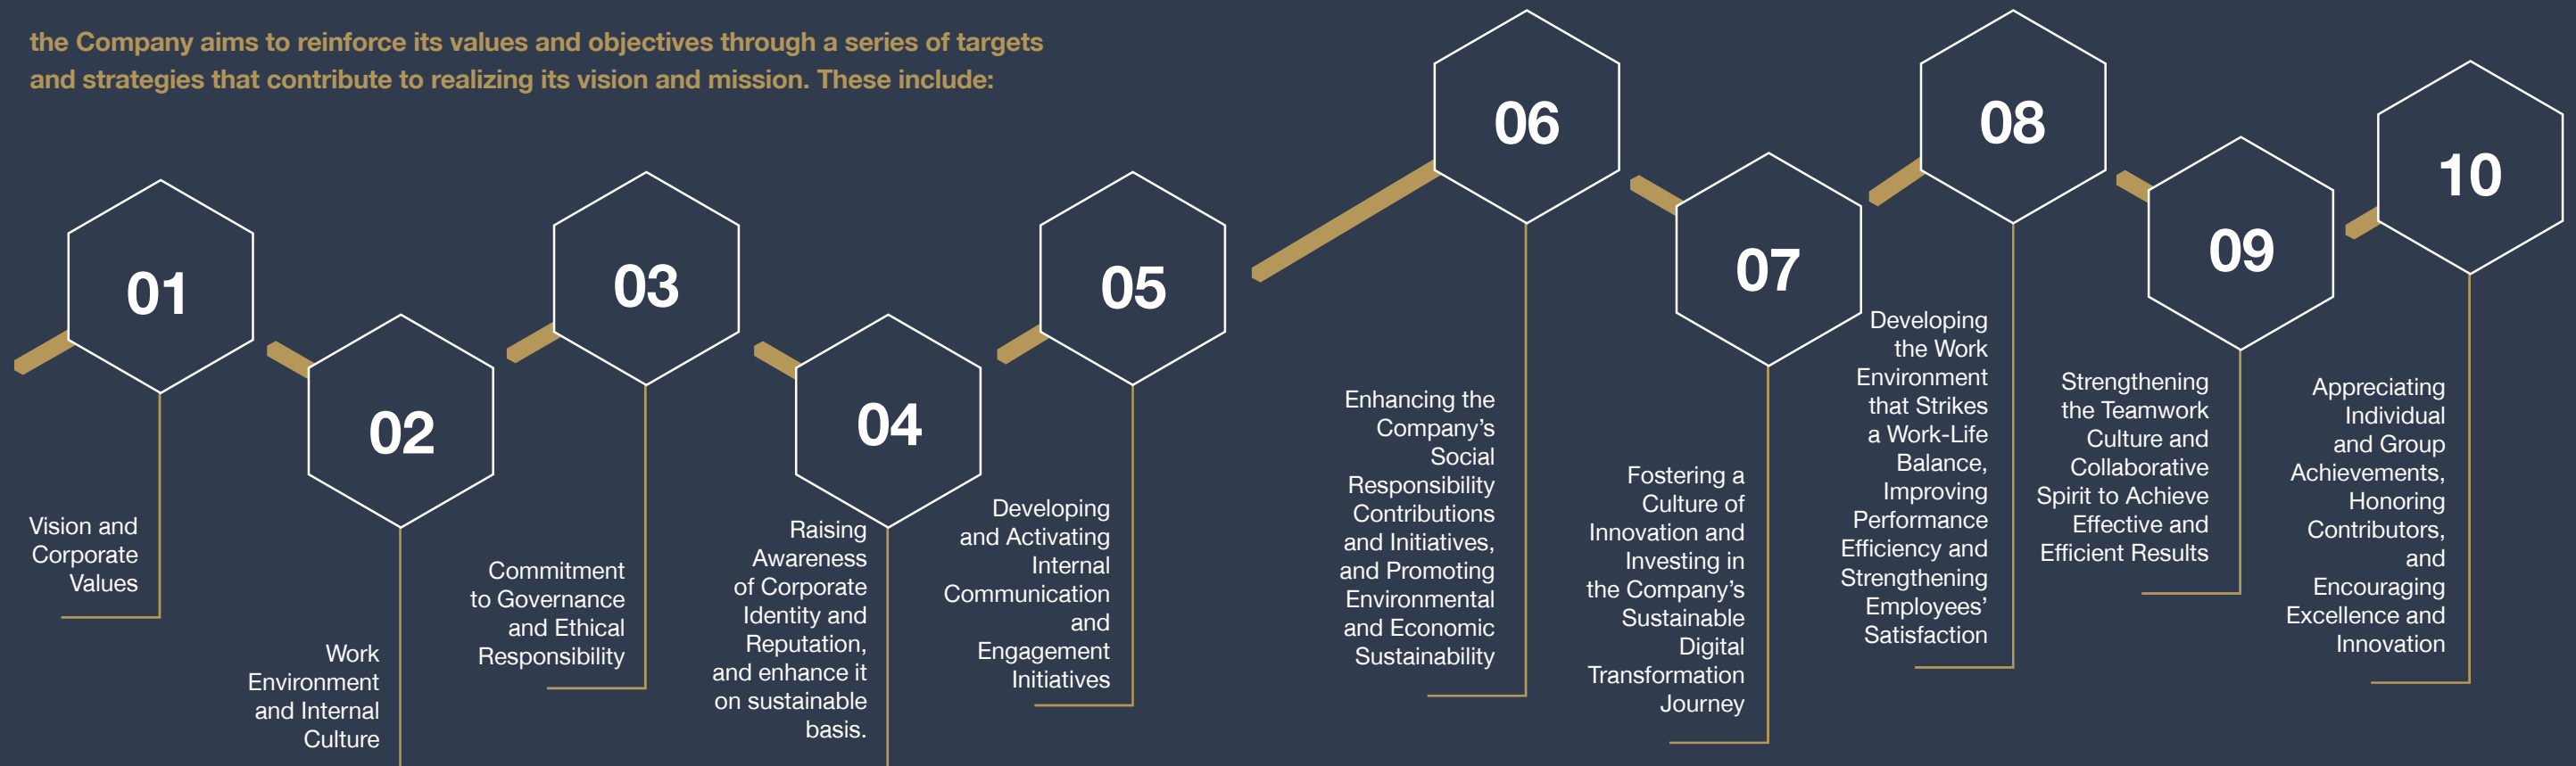 the Company aims to reinforce its values and objectives through a series of targets
and strategies that contribute to realizing its vision and mission. These include:
01
Vision and
Corporate
Values
02
Work
Environment
and Internal
Culture
03
Commitment
to Governance
and Ethical
Responsibility
04
Raising
Awareness
of Corporate
Identity and
Reputation,
and enhance it
on sustainable
basis.
05
Developing
and Activating
Internal
Communication
and
Engagement
Initiatives
06
Enhancing the
Company’s
Social
Responsibility
Contributions
and Initiatives,
and Promoting
Environmental
and Economic
Sustainability
07
Fostering a
Culture of
Innovation and
Investing in
the Company’s
Sustainable
Digital
Transformation
Journey
08
Developing
the Work
Environment
that Strikes
a Work-Life
Balance,
Improving
Performance
Efficiency and
Strengthening
Employees’
Satisfaction
09
Strengthening
the Teamwork
Culture and
Collaborative
Spirit to Achieve
Effective and
Efficient Results
10
Appreciating
Individual
and Group
Achievements,
Honoring
Contributors,
and
Encouraging
Excellence and
Innovation